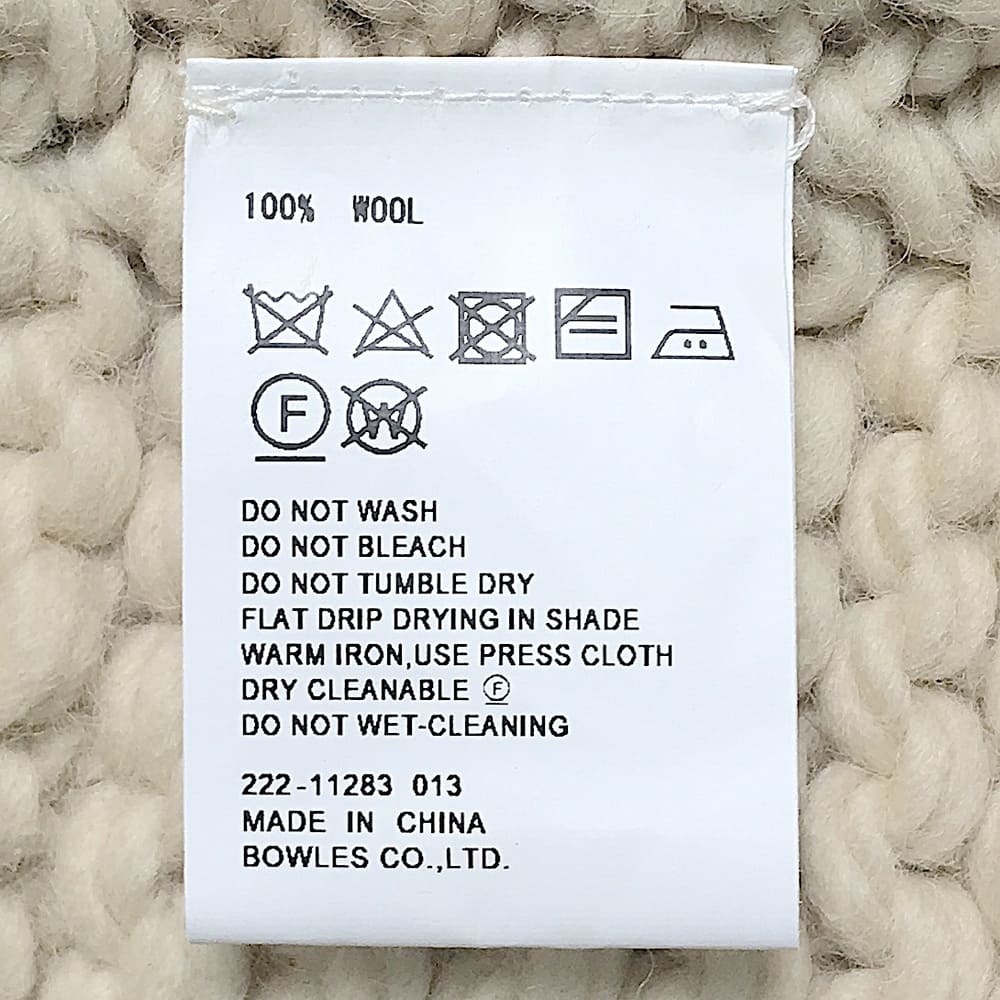 100% WOOL
F W
DO NOT WASH
DO NOT BLEACH
DO NOT TUMBLE DRY
FLAT DRIP DRYING IN SHADE
WARM IRON,USE PRESS CLOTH
DRY CLEANABLE Ⓕ
DO NOT WET-CLEANING
222-11283 013
MADE IN CHINA
BOWLES CO.,LTD.